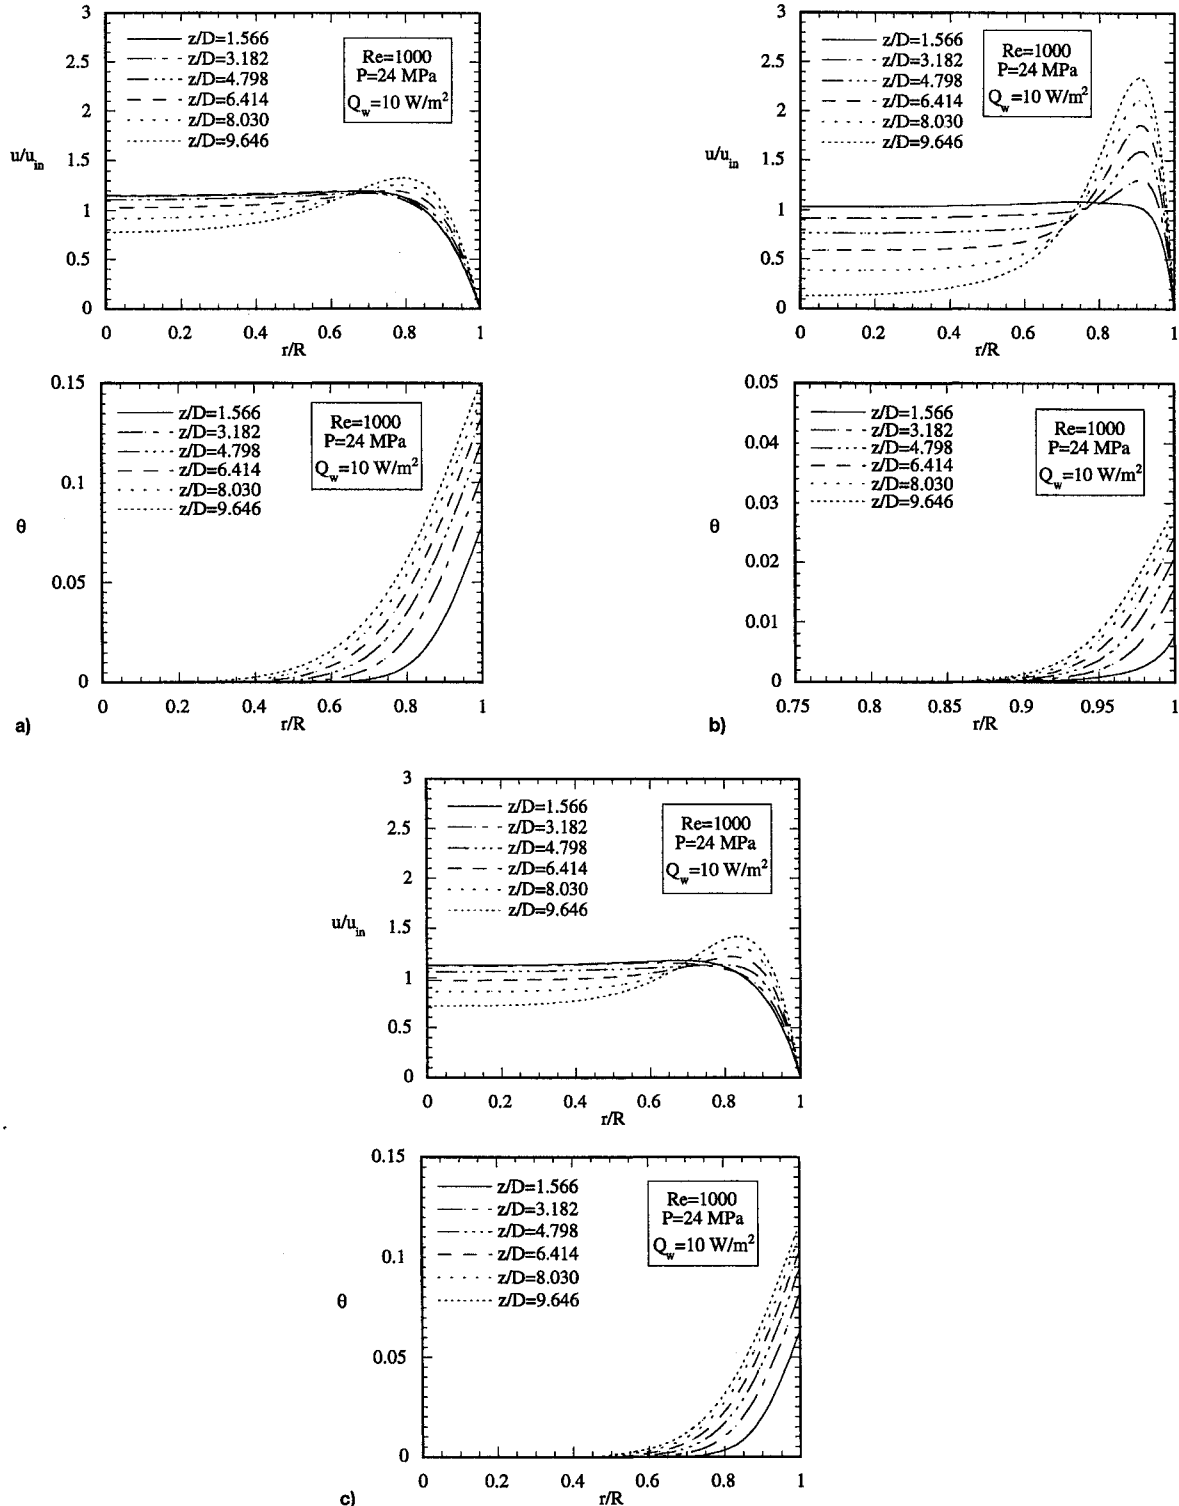 3
2.5
2
u/u_in 1.5
1
0.5
0
0 0.2 0.4 0.6 0.8 1
r/R
z/D=1.566
z/D=3.182
z/D=4.798
z/D=6.414
z/D=8.030
z/D=9.646
Re=1000
P=24 MPa
Q_w=10 W/m²
0.15
0.1
θ
0.05
0
0 0.2 0.4 0.6 0.8 1
r/R
z/D=1.566
z/D=3.182
z/D=4.798
z/D=6.414
z/D=8.030
z/D=9.646
Re=1000
P=24 MPa
Q_w=10 W/m²
a)
3
2.5
2
u/u_in 1.5
1
0.5
0
0 0.2 0.4 0.6 0.8 1
r/R
z/D=1.566
z/D=3.182
z/D=4.798
z/D=6.414
z/D=8.030
z/D=9.646
Re=1000
P=24 MPa
Q_w=10 W/m²
0.05
0.04
0.03
θ
0.02
0.01
0
0.75 0.8 0.85 0.9 0.95 1
r/R
z/D=1.566
z/D=3.182
z/D=4.798
z/D=6.414
z/D=8.030
z/D=9.646
Re=1000
P=24 MPa
Q_w=10 W/m²
b)
3
2.5
2
u/u_in 1.5
1
0.5
0
0 0.2 0.4 0.6 0.8 1
r/R
z/D=1.566
z/D=3.182
z/D=4.798
z/D=6.414
z/D=8.030
z/D=9.646
Re=1000
P=24 MPa
Q_w=10 W/m²
0.15
0.1
θ
0.05
0
0 0.2 0.4 0.6 0.8 1
r/R
z/D=1.566
z/D=3.182
z/D=4.798
z/D=6.414
z/D=8.030
z/D=9.646
Re=1000
P=24 MPa
Q_w=10 W/m²
c)